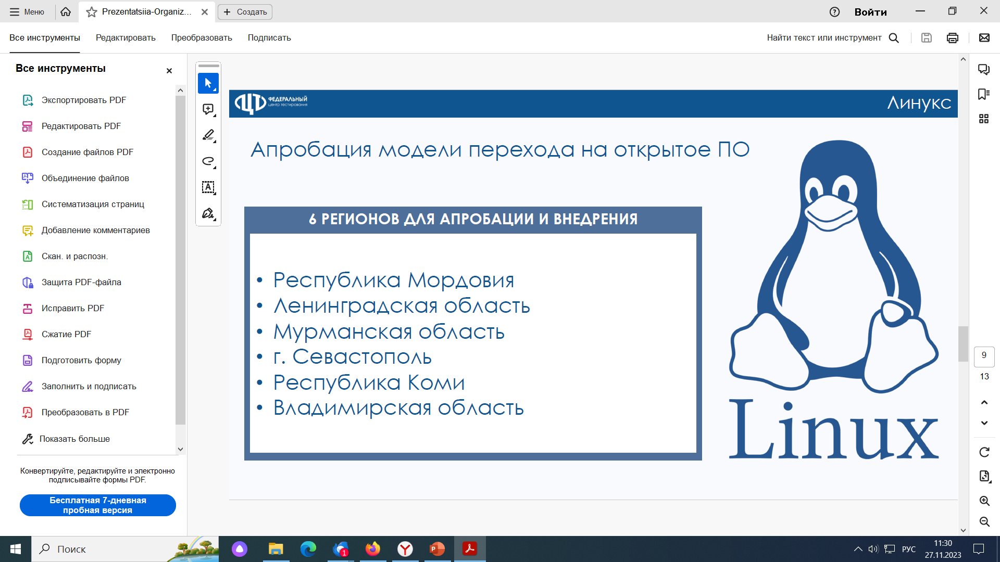 Меню
Prezentatsiia-Organiz...
Создать
Войти
Все инструменты
Редактировать
Преобразовать
Подписать
Найти текст или инструмент
Все инструменты
Экспортировать PDF
Редактировать PDF
Создание файлов PDF
Объединение файлов
Систематизация страниц
Добавление комментариев
Скан. и распозн.
Защита PDF-файла
Исправить PDF
Сжатие PDF
Подготовить форму
Заполнить и подписать
Преобразовать в PDF
Показать больше
Конвертируйте, редактируйте и электронно
подписывайте формы PDF.
Бесплатная 7-дневная
пробная версия
ЦТ
ФЕДЕРАЛЬНЫЙ
центр тестирования
Линукс
Апробация модели перехода на открытое ПО
6 РЕГИОНОВ ДЛЯ АПРОБАЦИИ И ВНЕДРЕНИЯ
• Республика Мордовия
• Ленинградская область
• Мурманская область
• г. Севастополь
• Республика Коми
• Владимирская область
Linux
9
13
Поиск
1
РУС
11:30
27.11.2023